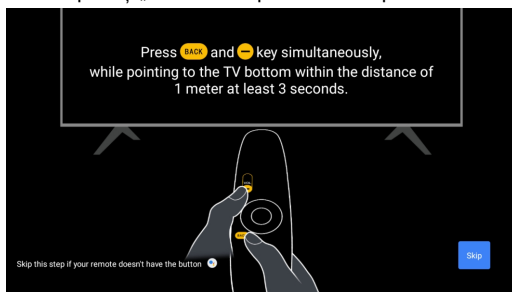 Press BACK and − key simultaneously,
while pointing to the TV bottom within the distance of
1 meter at least 3 seconds.
BACK
Skip this step if your remote doesn't have the button
Skip